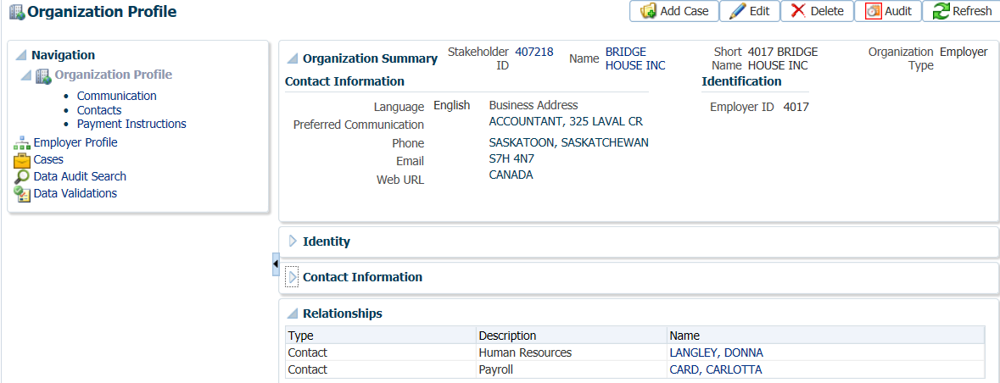 Organization Profile
Add Case Edit Delete Audit Refresh
Navigation
Organization Profile
Communication
Contacts
Payment Instructions
Employer Profile
Cases
Data Audit Search
Data Validations
Organization Summary
Stakeholder ID 407218
Name BRIDGE HOUSE INC
Short Name 4017 BRIDGE HOUSE INC
Organization Type Employer
Contact Information
Language English
Preferred Communication
Phone
Email
Web URL
Business Address
ACCOUNTANT, 325 LAVAL CR
SASKATOON, SASKATCHEWAN
S7H 4N7
CANADA
Identification
Employer ID 4017
Identity
Contact Information
Relationships
Type Description Name
Contact Human Resources LANGLEY, DONNA
Contact Payroll CARD, CARLOTTA